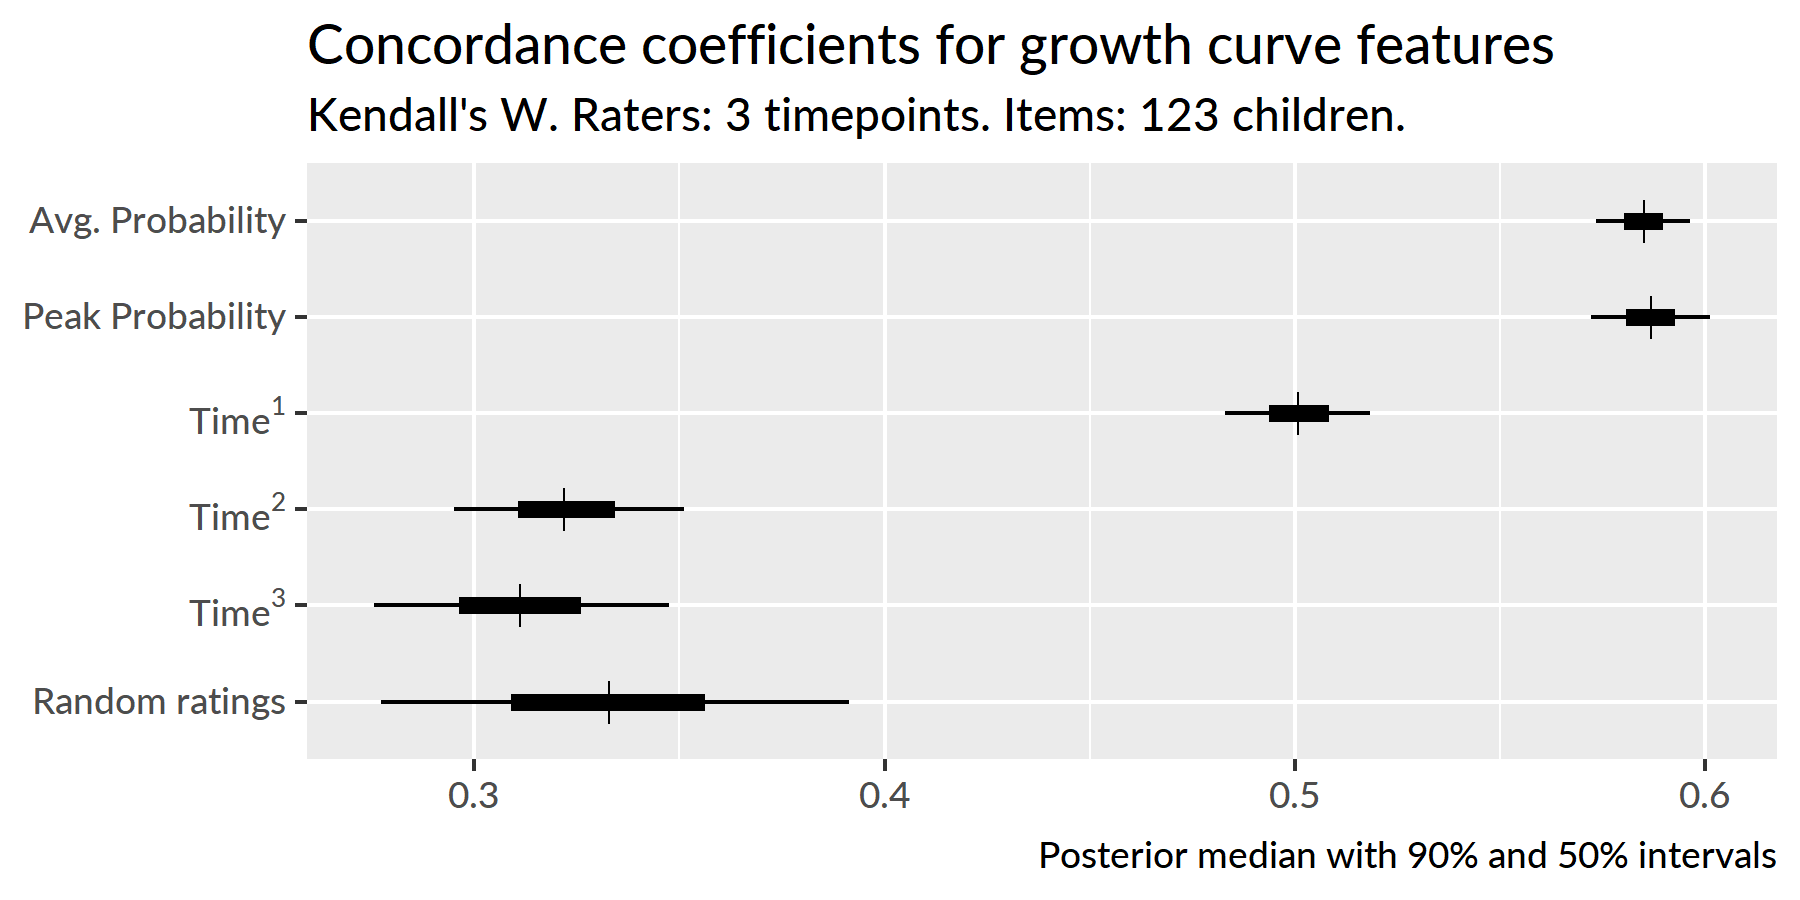 Concordance coefficients for growth curve features
Kendall's W. Raters: 3 timepoints. Items: 123 children.
Avg. Probability
Peak Probability
Time¹
Time²
Time³
Random ratings
0.3 0.4 0.5 0.6
Posterior median with 90% and 50% intervals